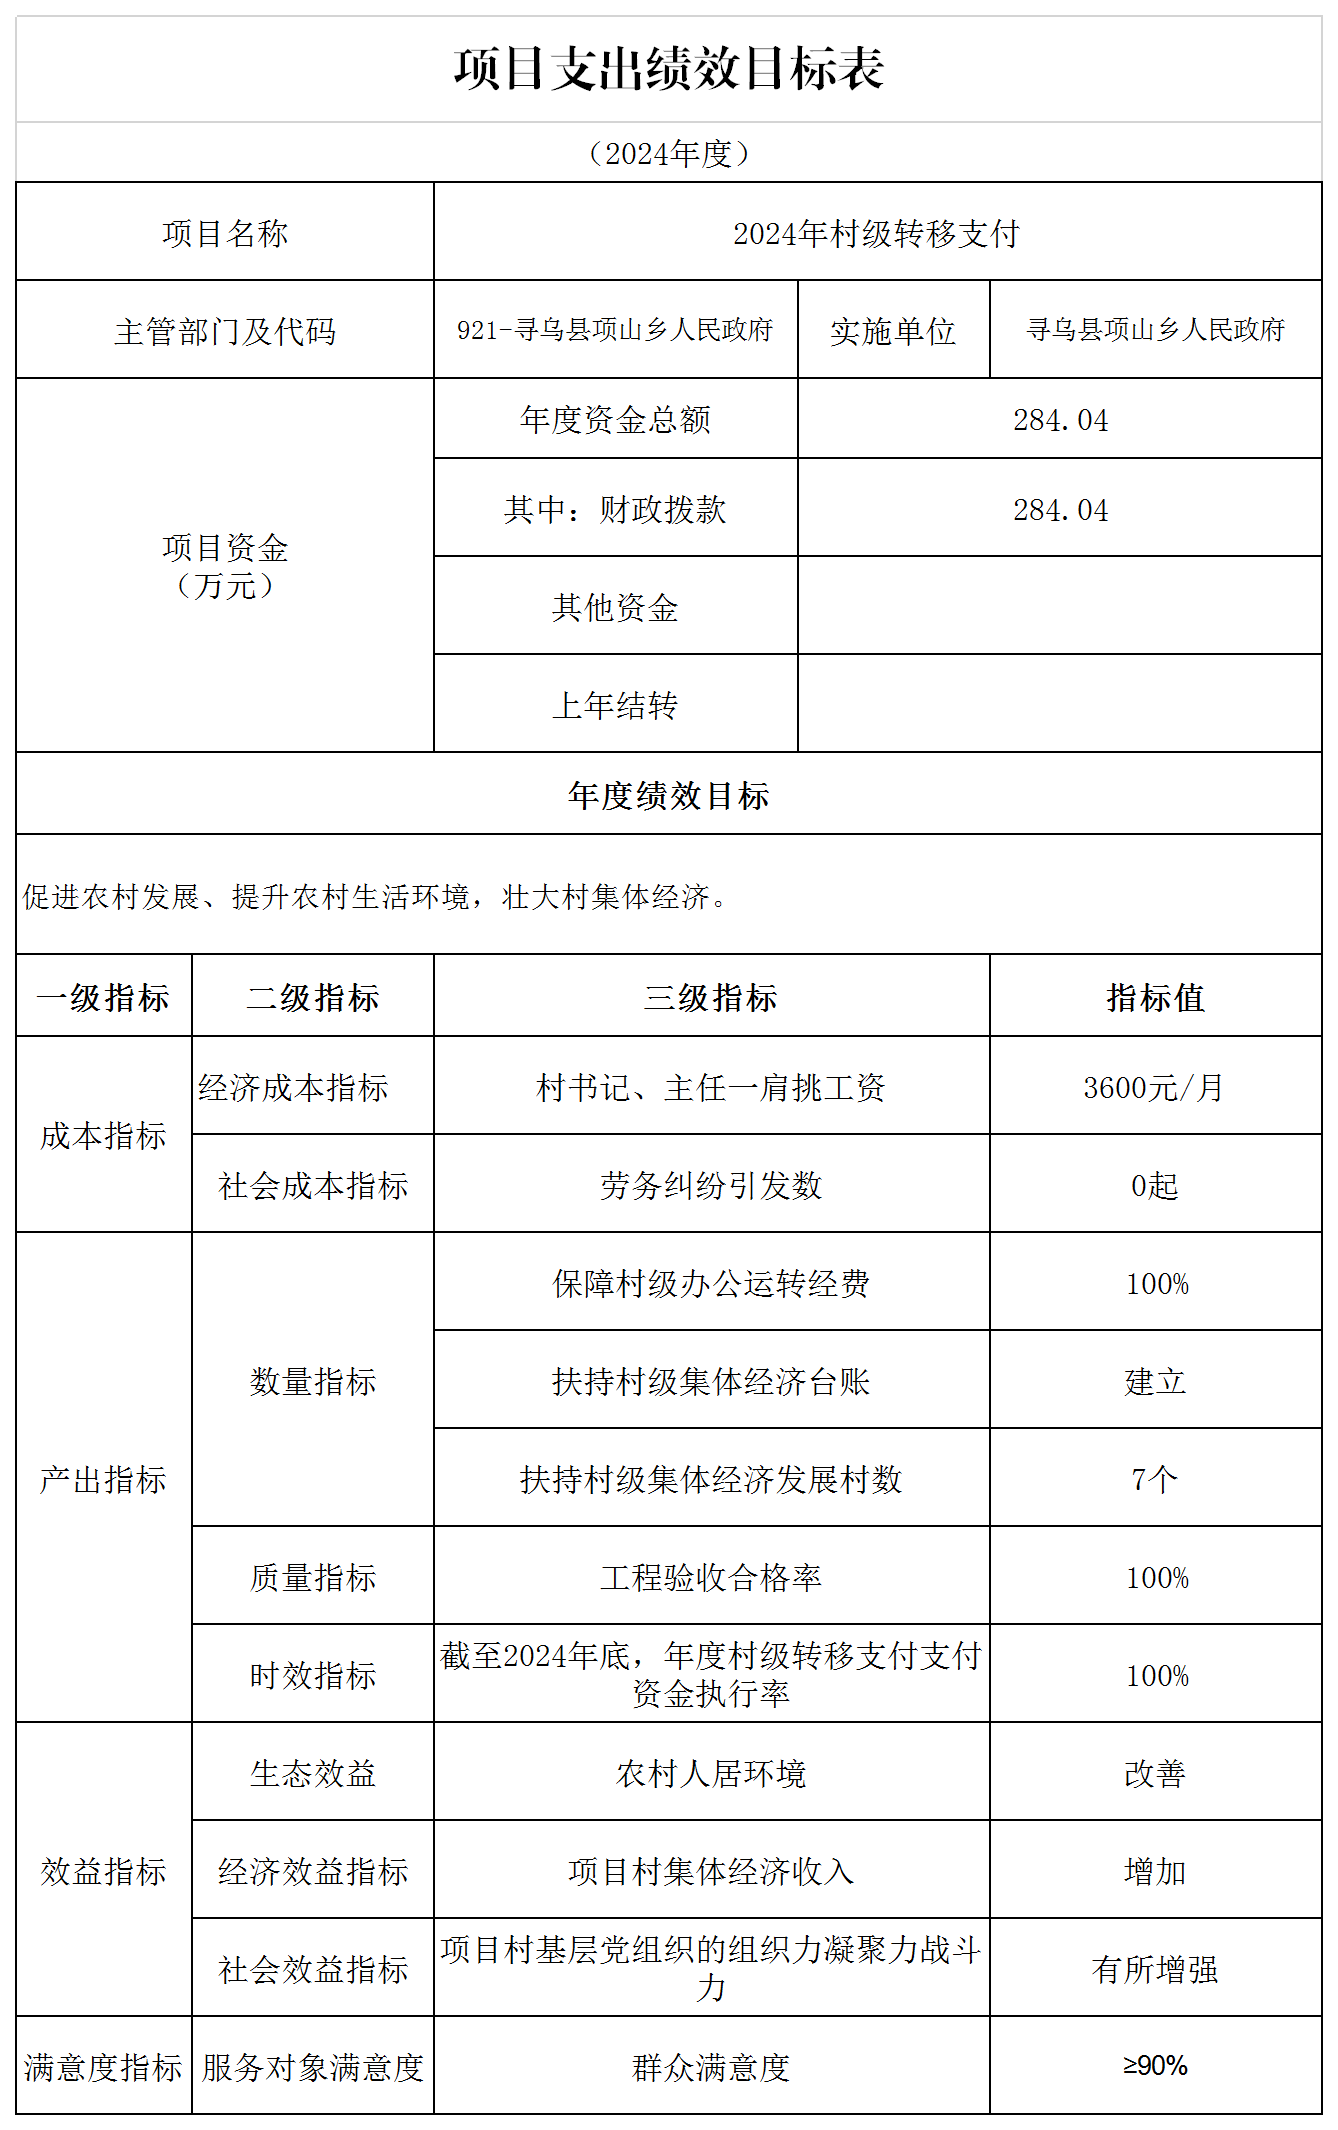 项目支出绩效目标表
（2024年度）
项目名称
2024年村级转移支付
主管部门及代码
921-寻乌县项山乡人民政府
实施单位
寻乌县项山乡人民政府
项目资金
（万元）
年度资金总额
284.04
其中：财政拨款
284.04
其他资金
上年结转
年度绩效目标
促进农村发展、提升农村生活环境，壮大村集体经济。
一级指标
二级指标
三级指标
指标值
成本指标
经济成本指标
村书记、主任一肩挑工资
3600元/月
社会成本指标
劳务纠纷引发数
0起
产出指标
数量指标
保障村级办公运转经费
100%
扶持村级集体经济台账
建立
扶持村级集体经济发展村数
7个
质量指标
工程验收合格率
100%
时效指标
截至2024年底，年度村级转移支付支付
资金执行率
100%
效益指标
生态效益
农村人居环境
改善
经济效益指标
项目村集体经济收入
增加
社会效益指标
项目村基层党组织的组织力凝聚力战斗
力
有所增强
满意度指标
服务对象满意度
群众满意度
≥90%